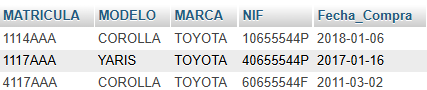 MATRICULA MODELO MARCA NIF Fecha_Compra
1114AAA COROLLA TOYOTA 10655544P 2018-01-06
1117AAA YARIS TOYOTA 40655544P 2017-01-16
4117AAA COROLLA TOYOTA 60655544F 2011-03-02